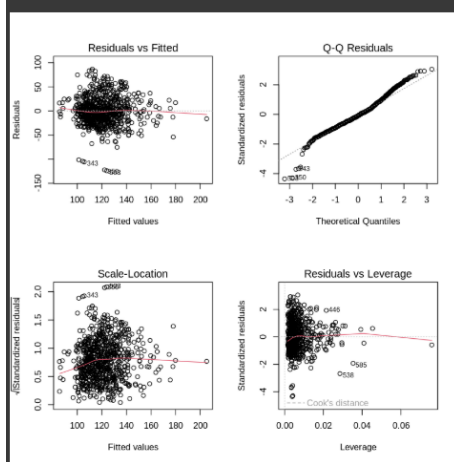 Residuals vs Fitted
Residuals
100
50
0
-50
-150
343
100 120 140 160 180 200
Fitted values
Q-Q Residuals
Standardized residuals
2
0
-2
-4
-3 -2 -1 0 1 2 3
Theoretical Quantiles
Scale-Location
√|Standardized residuals|
2.0
1.5
1.0
0.5
0.0
343
100 120 140 160 180 200
Fitted values
Residuals vs Leverage
Standardized residuals
2
0
-2
-4
446
585
538
Cook's distance
0.00 0.02 0.04 0.06
Leverage